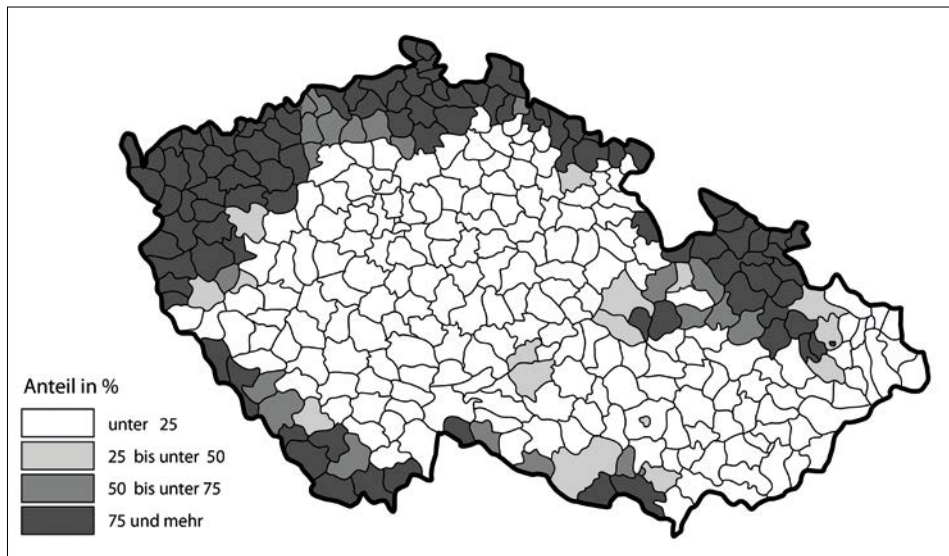 Anteil in %
unter 25
25 bis unter 50
50 bis unter 75
75 und mehr